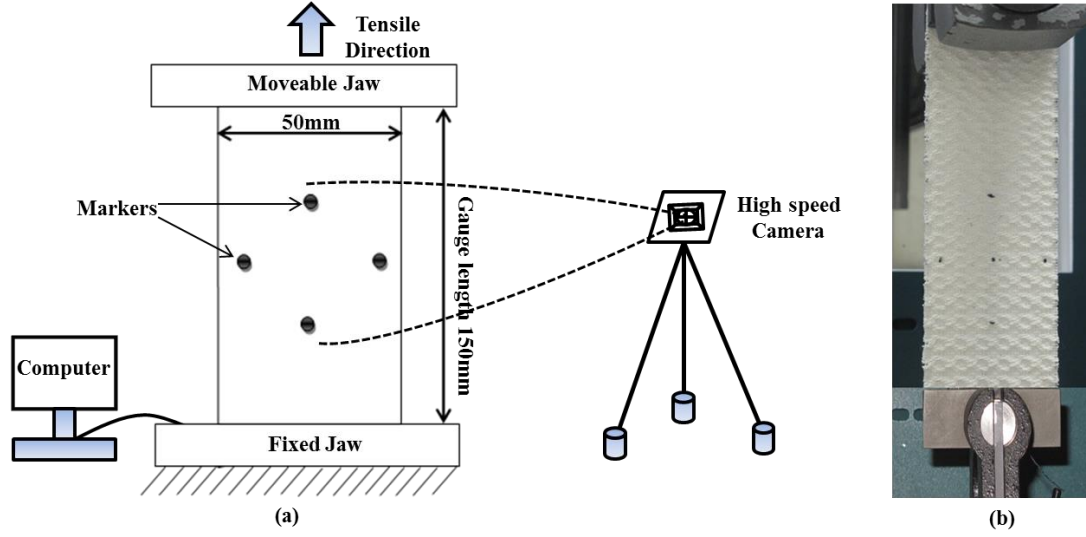 Tensile
Direction
Moveable Jaw
50mm
Markers
Gauge length 150mm
High speed
Camera
Computer
Fixed Jaw
(a)
(b)